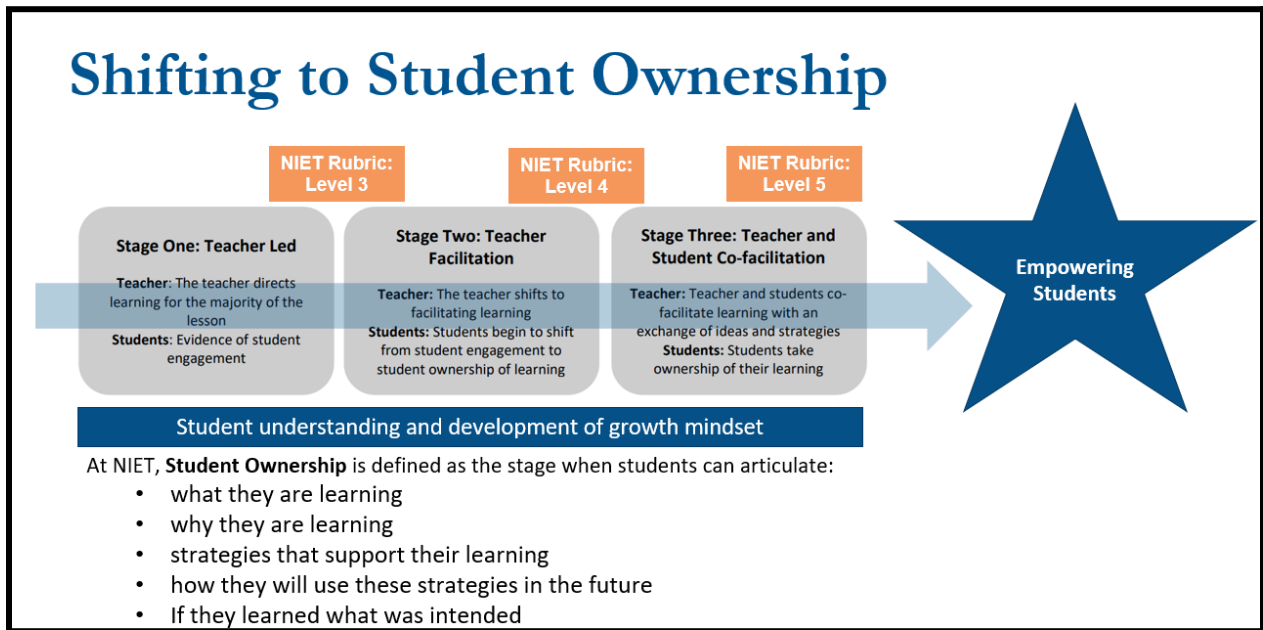 Shifting to Student Ownership
NIET Rubric:
Level 3
NIET Rubric:
Level 4
NIET Rubric:
Level 5
Stage One: Teacher Led
Teacher: The teacher directs
learning for the majority of the
lesson
Students: Evidence of student
engagement
Stage Two: Teacher
Facilitation
Teacher: The teacher shifts to
facilitating learning
Students: Students begin to shift
from student engagement to
student ownership of learning
Stage Three: Teacher and
Student Co-facilitation
Teacher: Teacher and students co-
facilitate learning with an
exchange of ideas and strategies
Students: Students take
ownership of their learning
Empowering
Students
Student understanding and development of growth mindset
At NIET, Student Ownership is defined as the stage when students can articulate:
• what they are learning
• why they are learning
• strategies that support their learning
• how they will use these strategies in the future
• If they learned what was intended